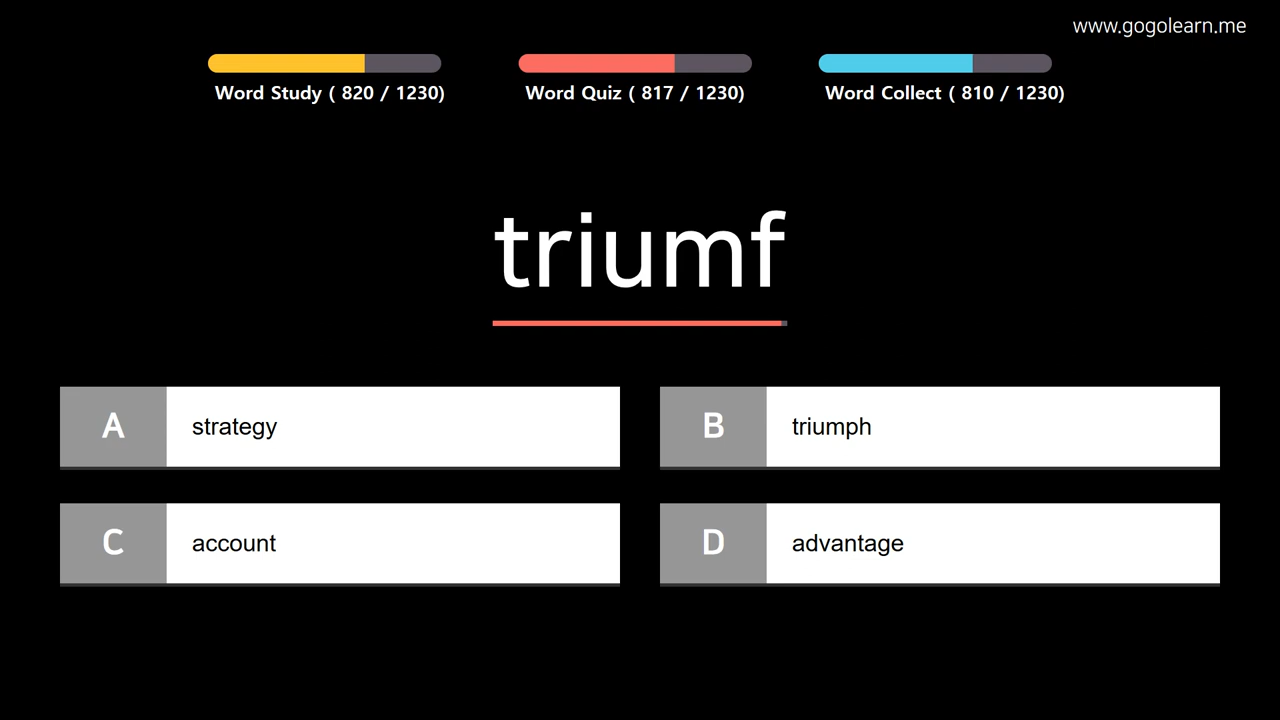 www.gogolearn.me
Word Study ( 820 / 1230)
Word Quiz ( 817 / 1230)
Word Collect ( 810 / 1230)
triumf
A strategy
B triumph
C account
D advantage